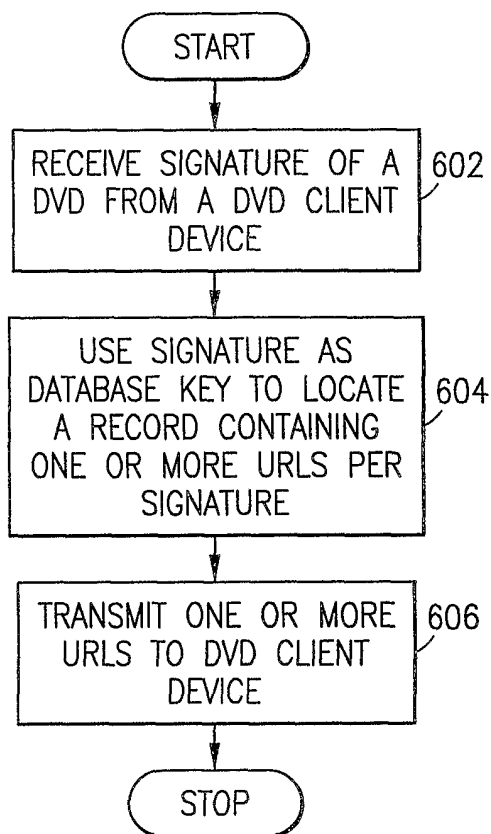 START
RECEIVE SIGNATURE OF A
DVD FROM A DVD CLIENT
DEVICE
602
USE SIGNATURE AS
DATABASE KEY TO LOCATE
A RECORD CONTAINING
ONE OR MORE URLS PER
SIGNATURE
604
TRANSMIT ONE OR MORE
URLS TO DVD CLIENT
DEVICE
606
STOP